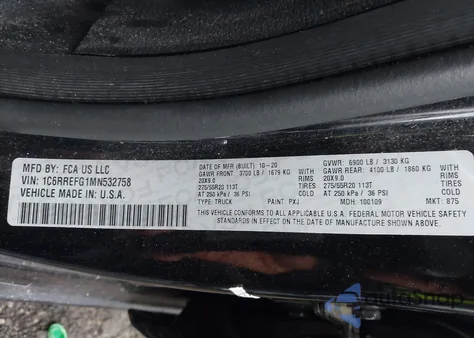 MFD BY: FCA US LLC
VIN: 1C6RREFG1MN532758
VEHICLE MADE IN: U.S.A.
DATE OF MFR (BUILT): 10-20
GAWR FRONT: 3700 LB / 1679 KG WITH
20X9.0 RIMS
275/55R20 113T TIRES
AT 250 kPa / 36 PSI
TYPE: TRUCK PAINT: PXJ
GVWR: 6900 LB / 3130 KG
GAWR REAR: 4100 LB / 1860 KG WITH
20X9.0 RIMS
275/55R20 113T TIRES
AT 250 kPa / 36 PSI
MDH: 100109 MKT: 875
THIS VEHICLE CONFORMS TO ALL APPLICABLE U.S.A. FEDERAL MOTOR VEHICLE SAFETY
STANDARDS IN EFFECT ON THE DATE OF MANUFACTURE SHOWN ABOVE.
autoShop